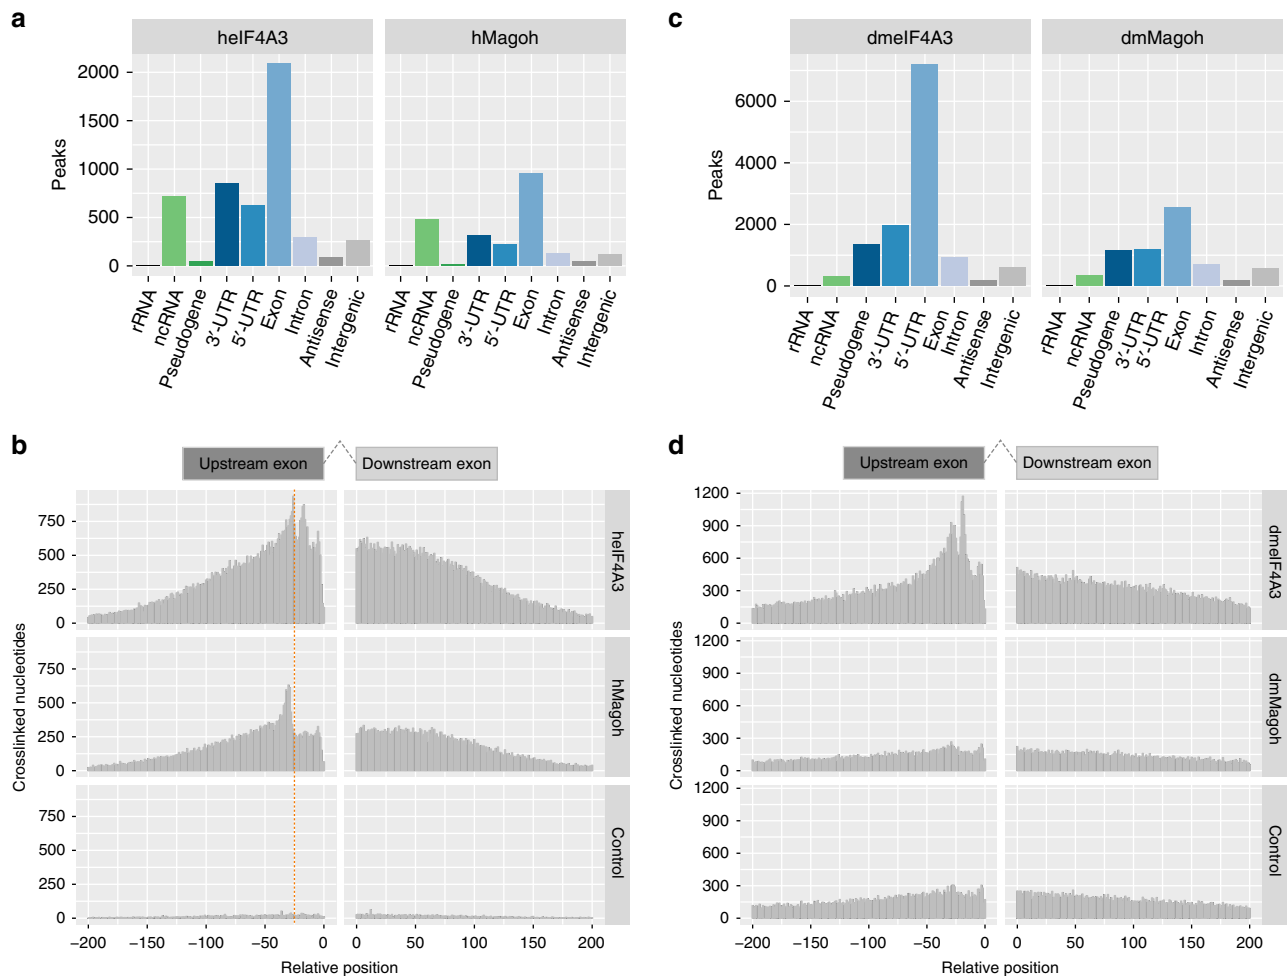 a
heIF4A3 hMagoh
Peaks
2000
1500
1000
500
0
rRNA ncRNA Pseudogene 3′-UTR 5′-UTR Exon Intron Antisense Intergenic
rRNA ncRNA Pseudogene 3′-UTR 5′-UTR Exon Intron Antisense Intergenic
c
dmeIF4A3 dmMagoh
Peaks
6000
4000
2000
0
rRNA ncRNA Pseudogene 3′-UTR 5′-UTR Exon Intron Antisense Intergenic
rRNA ncRNA Pseudogene 3′-UTR 5′-UTR Exon Intron Antisense Intergenic
b
Upstream exon Downstream exon
Crosslinked nucleotides
750
500
250
0
heIF4A3
750
500
250
0
hMagoh
750
500
250
0
Control
−200 −150 −100 −50 0 0 50 100 150 200
Relative position
d
Upstream exon Downstream exon
Crosslinked nucleotides
1200
900
600
300
0
dmeIF4A3
1200
900
600
300
0
dmMagoh
1200
900
600
300
0
Control
−200 −150 −100 −50 0 0 50 100 150 200
Relative position